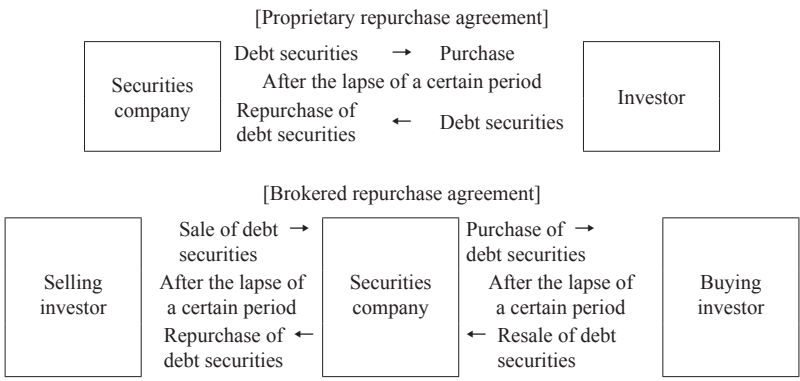 [Proprietary repurchase agreement]
Securities
company
Debt securities → Purchase
After the lapse of a certain period
Repurchase of
debt securities ← Debt securities
Investor
[Brokered repurchase agreement]
Selling
investor
Sale of debt →
securities
After the lapse of
a certain period
Repurchase of ←
debt securities
Securities
company
Purchase of →
debt securities
After the lapse of
a certain period
← Resale of debt
securities
Buying
investor